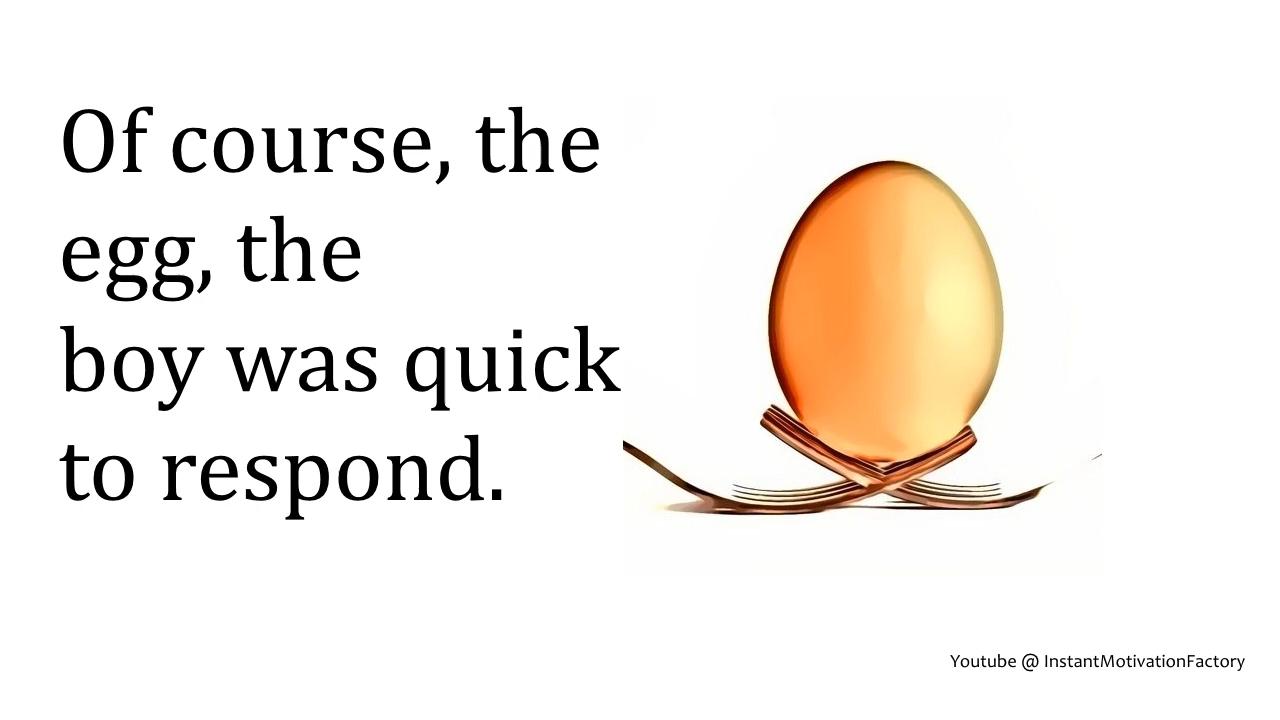 Of course, the
egg, the
boy was quick
to respond.
Youtube @ InstantMotivationFactory